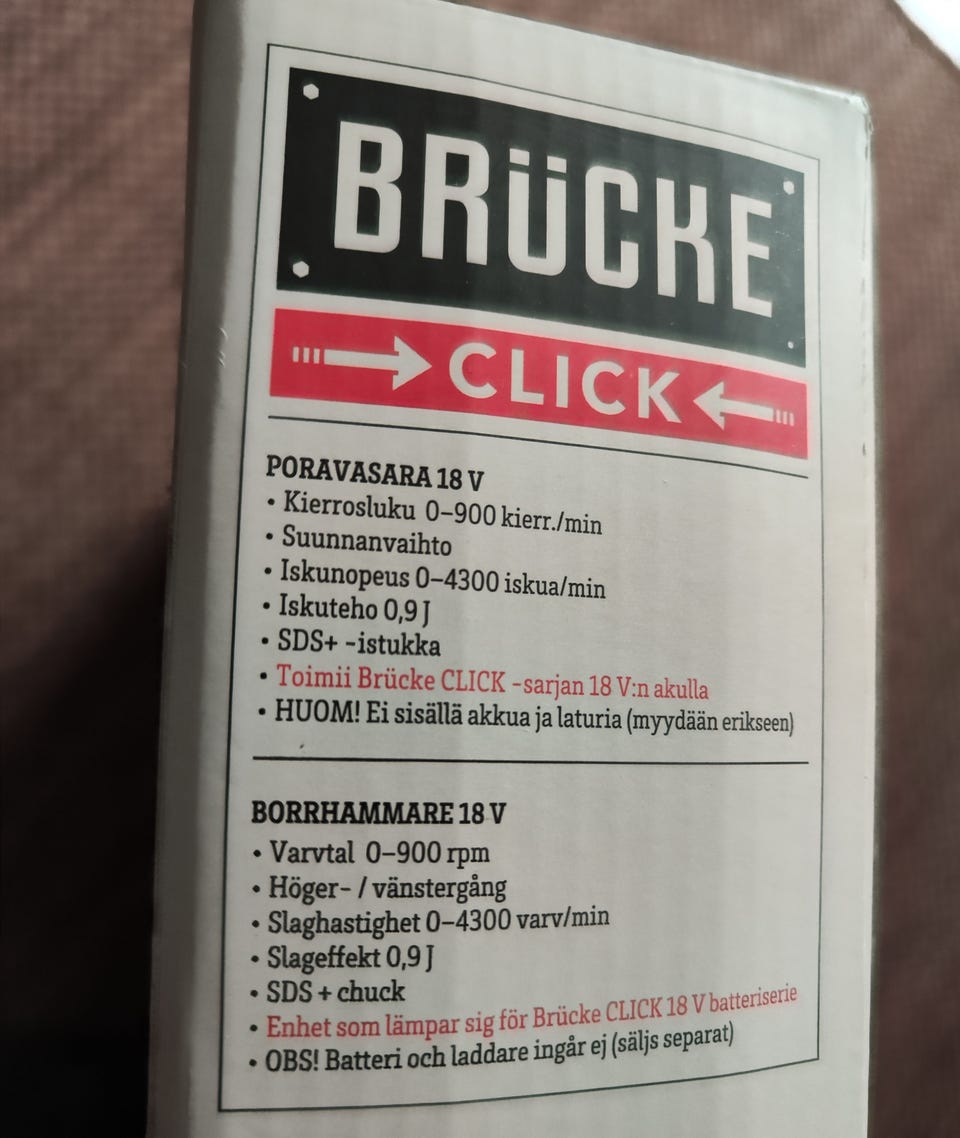 BRÜCKE
CLICK
PORAVASARA 18 V
• Kierrosluku 0–900 kierr./min
• Suunnanvaihto
• Iskunopeus 0–4300 iskua/min
• Iskuteho 0,9 J
• SDS+ -istukka
• Toimii Brücke CLICK -sarjan 18 V:n akulla
• HUOM! Ei sisällä akkua ja laturia (myydään erikseen)
BORRHAMMARE 18 V
• Varvtal 0–900 rpm
• Höger- / vänstergång
• Slaghastighet 0–4300 varv/min
• Slageffekt 0,9 J
• SDS + chuck
• Enhet som lämpar sig för Brücke CLICK 18 V batteriserie
• OBS! Batteri och laddare ingår ej (säljs separat)